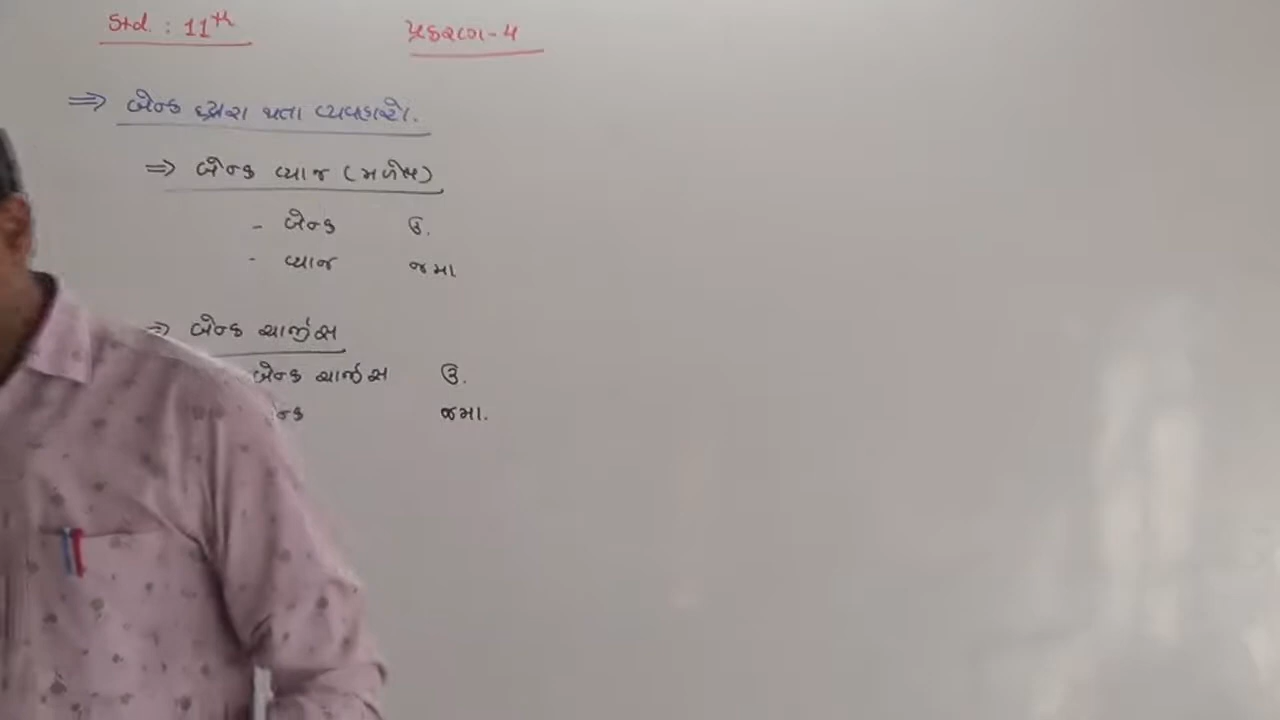 Std. : 11th પ્રકરણ - 4
⇒ બેન્ક દ્વારા થતા વ્યવહારો.
⇒ બેન્ક વ્યાજ (મળેલ)
- બેન્ક ઉ.
- વ્યાજ જમા
⇒ બેન્ક ચાર્જીસ
બેન્ક ચાર્જીસ ઉ.
ન્ક જમા.